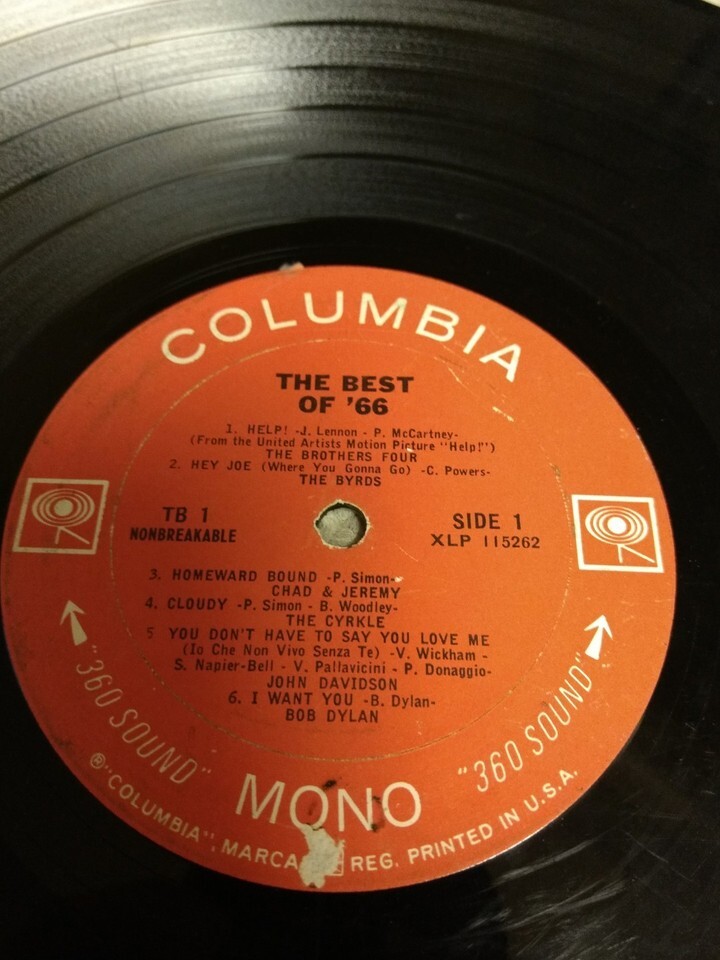 COLUMBIA
THE BEST
OF '66
1. HELP! -J. Lennon - P. McCartney-
(From the United Artists Motion Picture "Help!")
THE BROTHERS FOUR
2. HEY JOE (Where You Gonna Go) -C. Powers-
THE BYRDS
TB 1
NONBREAKABLE
SIDE 1
XLP 115262
3. HOMEWARD BOUND -P. Simon-
CHAD & JEREMY
4. CLOUDY -P. Simon - B. Woodley-
THE CYRKLE
5 YOU DON'T HAVE TO SAY YOU LOVE ME
(Io Che Non Vivo Senza Te) -V. Wickham -
S. Napier-Bell - V. Pallavicini - P. Donaggio-
JOHN DAVIDSON
6. I WANT YOU -B. Dylan-
BOB DYLAN
"360 SOUND"
MONO
"360 SOUND"
® "COLUMBIA", MARCA REG. PRINTED IN U.S.A.